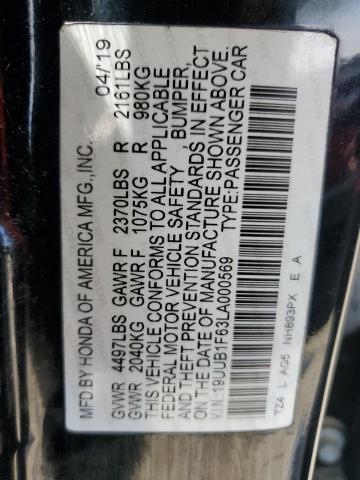 MFD.BY HONDA OF AMERICA MFG.,INC. 04/'19
GVWR 4497LBS GAWR F 2370LBS R 2161LBS
GVWR 2040KG GAWR F 1075KG R 980KG
THIS VEHICLE CONFORMS TO ALL APPLICABLE
FEDERAL MOTOR VEHICLE SAFETY BUMPER,
AND THEFT PREVENTION STANDARDS IN EFFECT
ON THE DATE OF MANUFACTURE SHOWN ABOVE.
VIN:19UUB1F63LA000569 TYPE:PASSENGER CAR
TZ4 L AG5 NH893PX E A